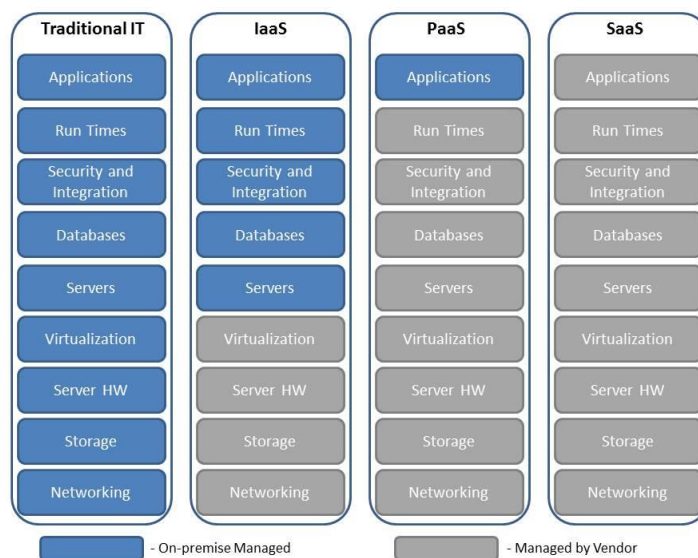 Traditional IT
Applications
Run Times
Security and
Integration
Databases
Servers
Virtualization
Server HW
Storage
Networking
IaaS
Applications
Run Times
Security and
Integration
Databases
Servers
Virtualization
Server HW
Storage
Networking
PaaS
Applications
Run Times
Security and
Integration
Databases
Servers
Virtualization
Server HW
Storage
Networking
SaaS
Applications
Run Times
Security and
Integration
Databases
Servers
Virtualization
Server HW
Storage
Networking
- On-premise Managed
- Managed by Vendor